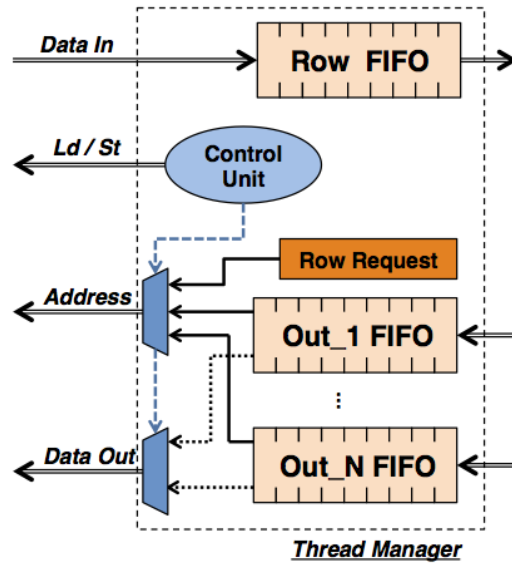 Data In
Row FIFO
Ld / St
Control
Unit
Row Request
Address
Out_1 FIFO
...
Out_N FIFO
Data Out
Thread Manager